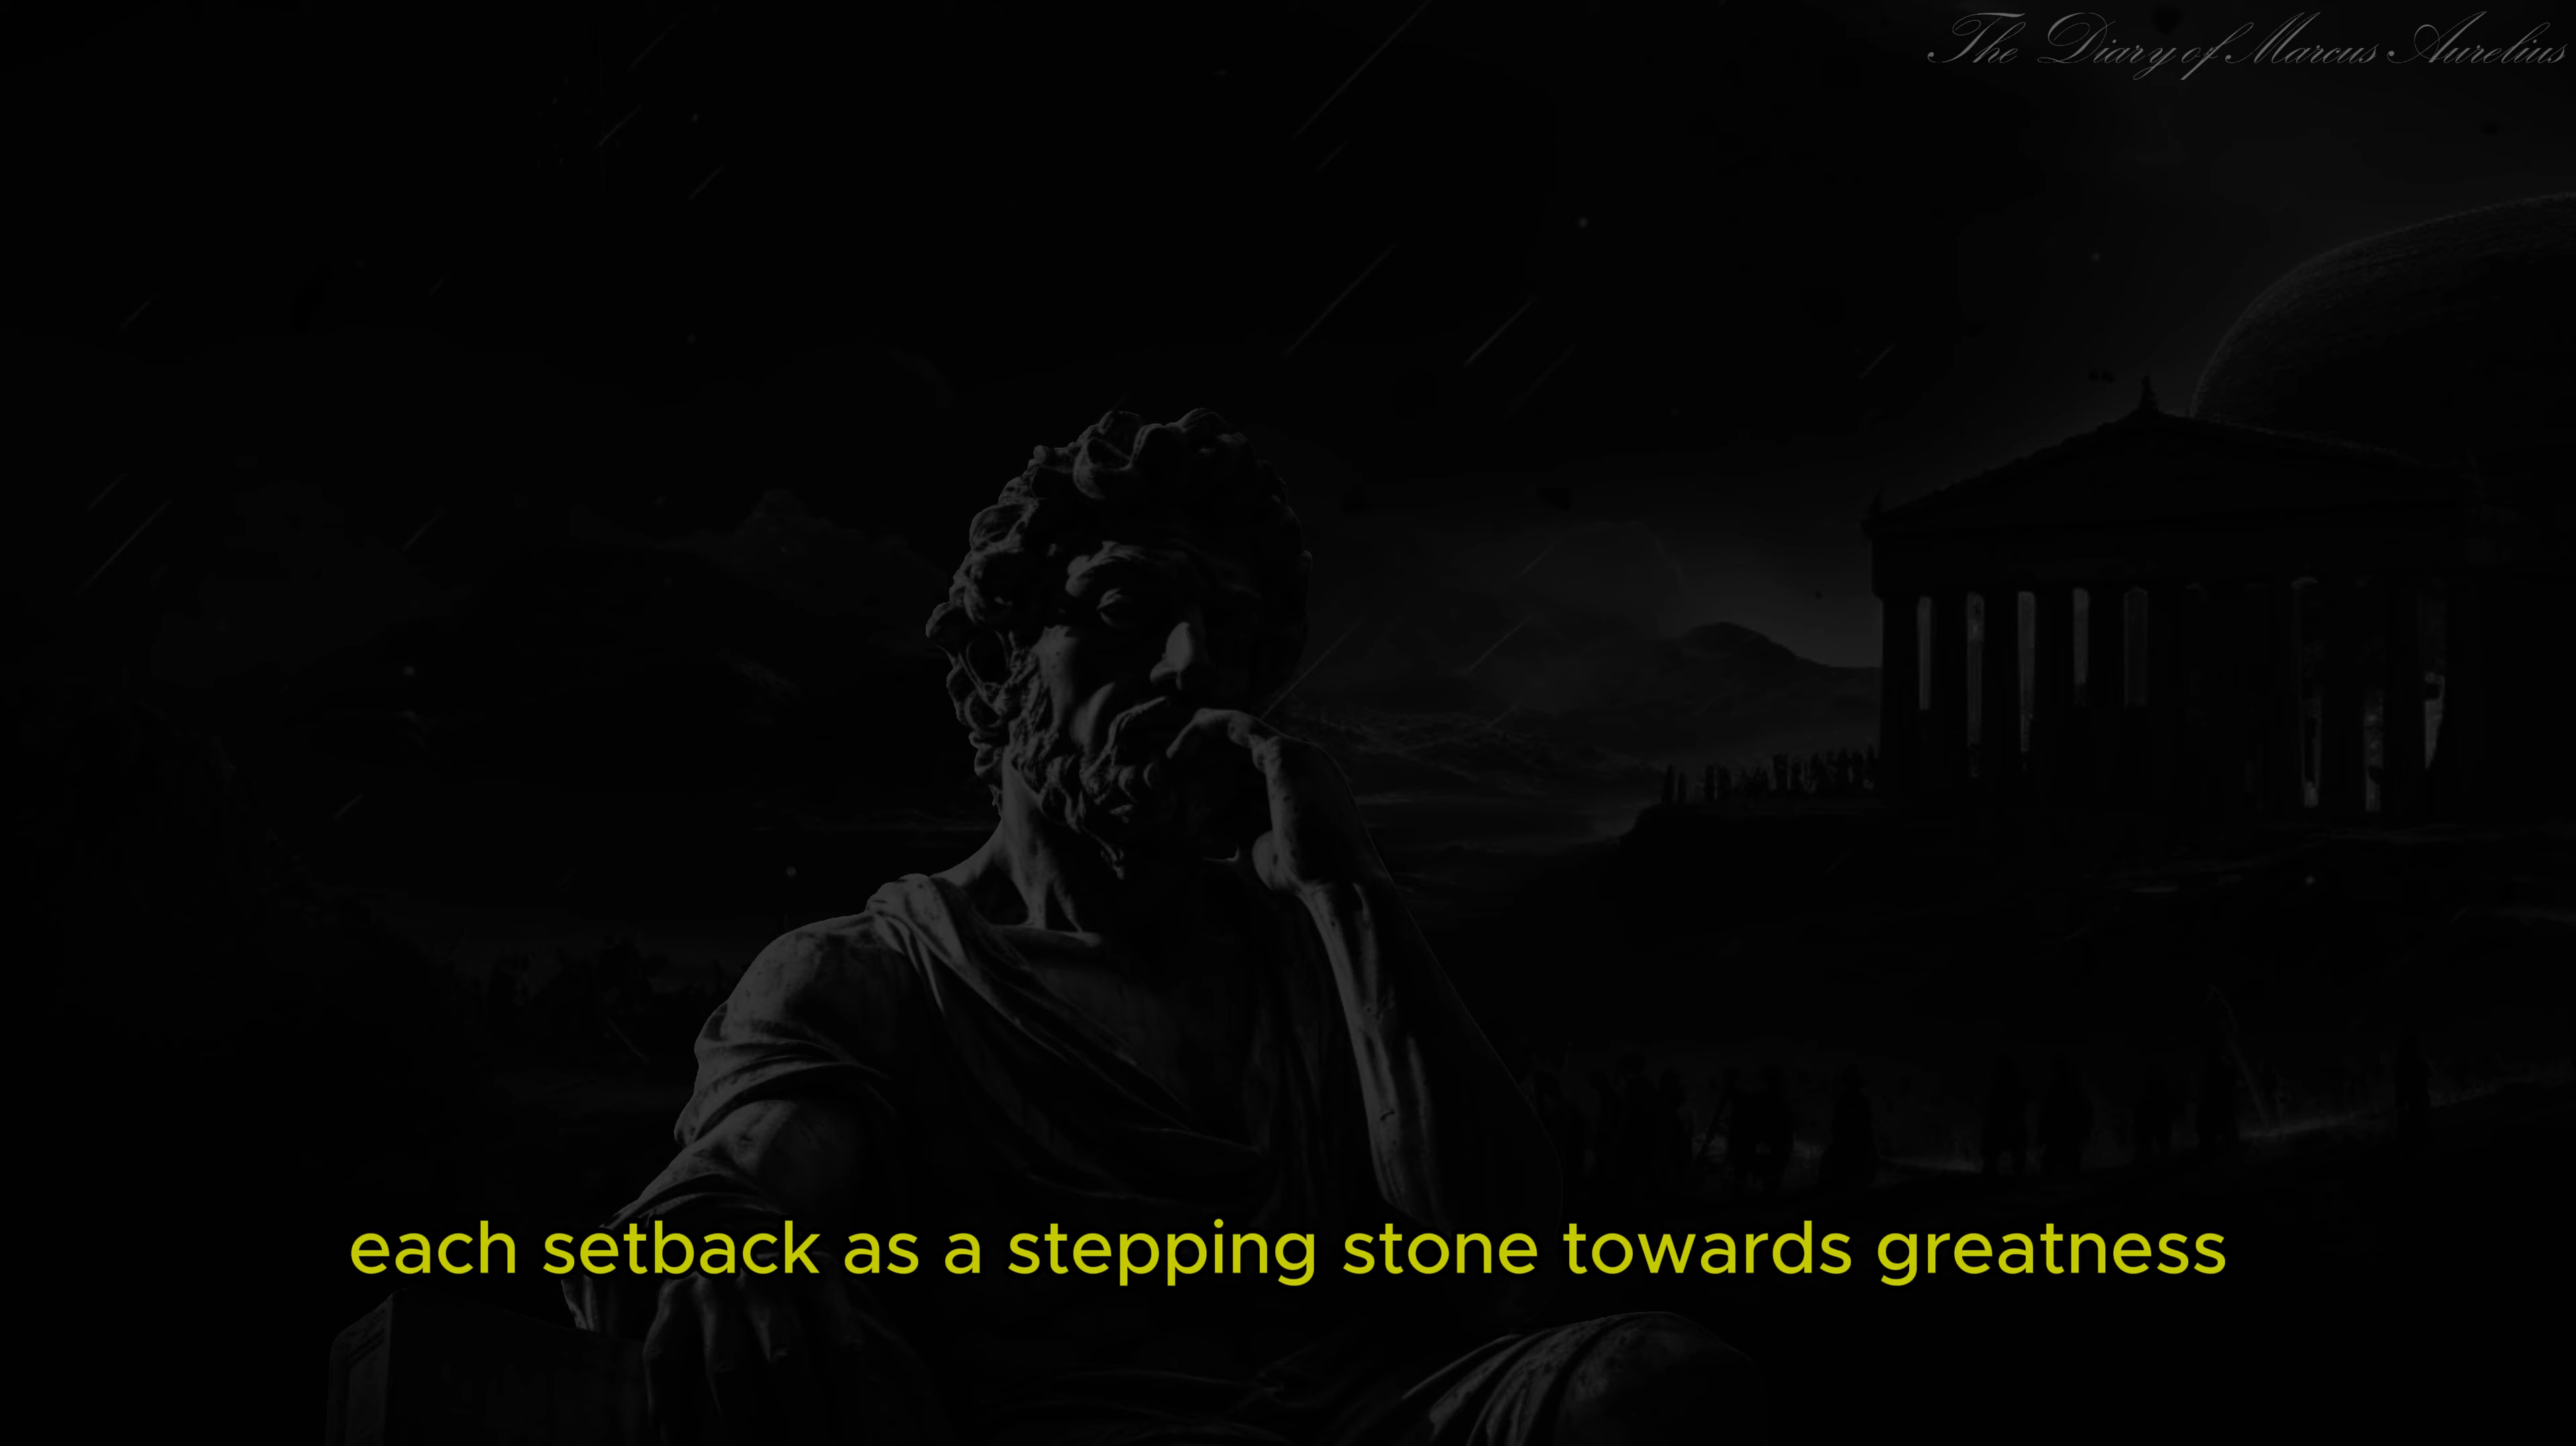 The Diary of Marcus Aurelius
each setback as a stepping stone towards greatness